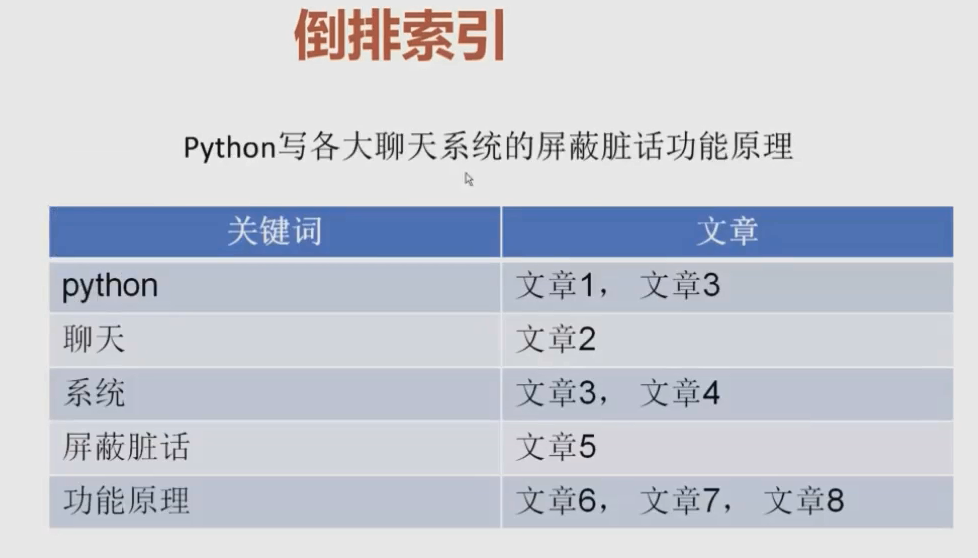 倒排索引
Python写各大聊天系统的屏蔽脏话功能原理
关键词 文章
python 文章1， 文章3
聊天 文章2
系统 文章3， 文章4
屏蔽脏话 文章5
功能原理 文章6， 文章7， 文章8